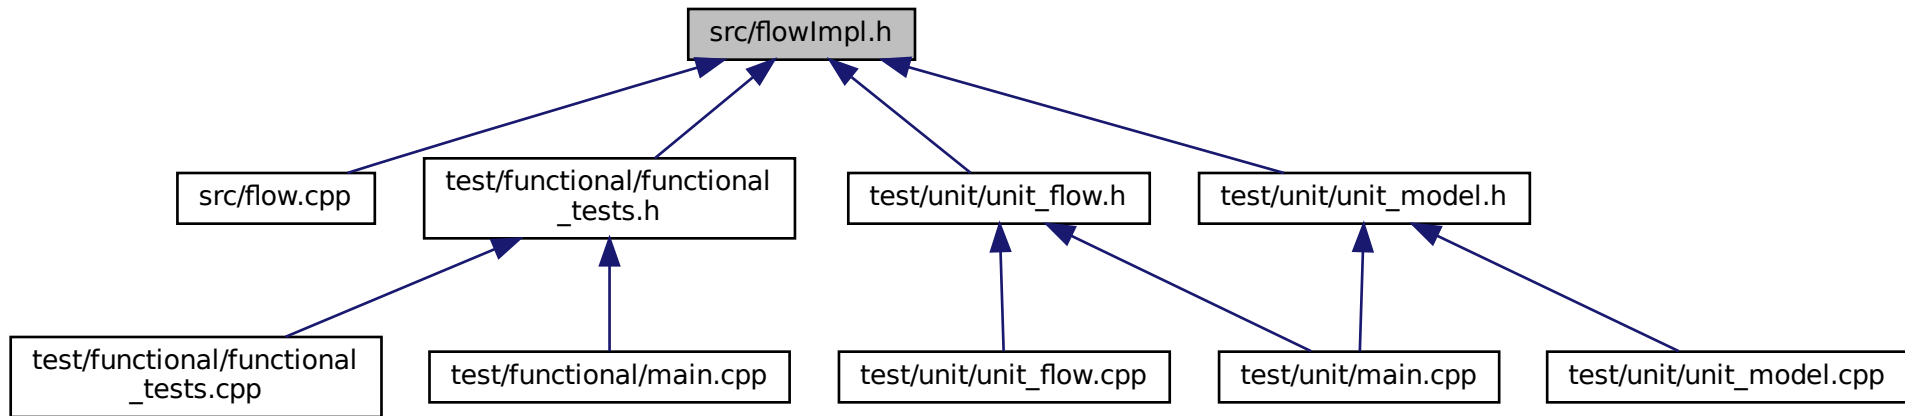 src/flowImpl.h
src/flow.cpp
test/functional/functional
_tests.h
test/unit/unit_flow.h
test/unit/unit_model.h
test/functional/functional
_tests.cpp
test/functional/main.cpp
test/unit/unit_flow.cpp
test/unit/main.cpp
test/unit/unit_model.cpp